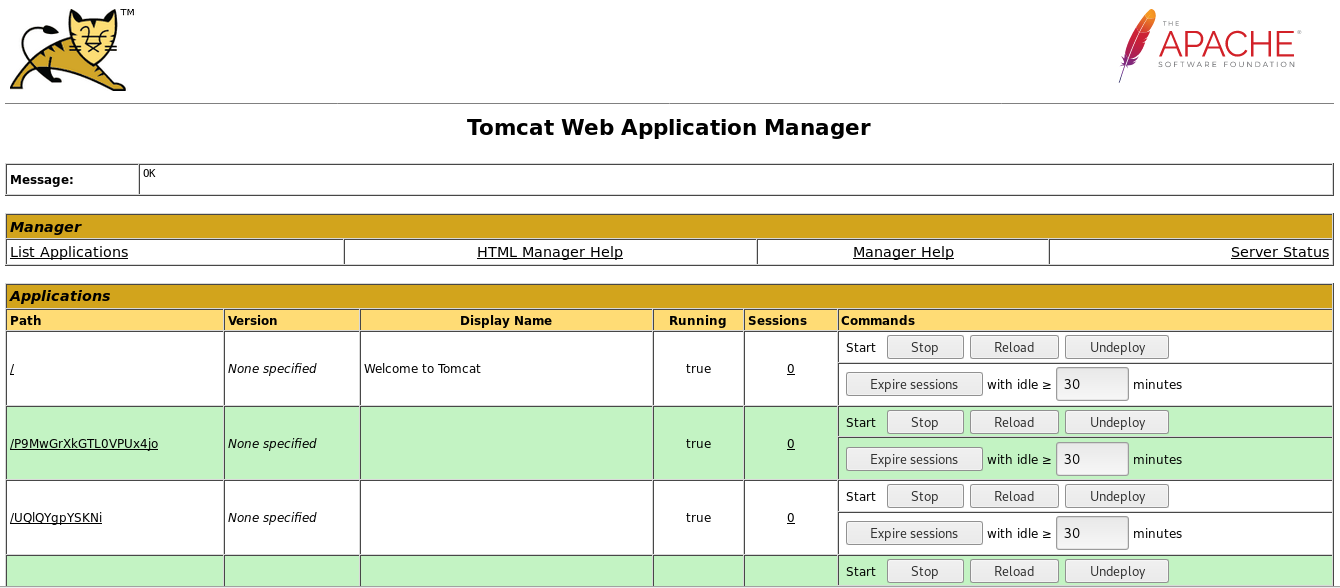 TM
THE
APACHE®
SOFTWARE FOUNDATION
Tomcat Web Application Manager
Message: OK
Manager
List Applications HTML Manager Help Manager Help Server Status
Applications
Path Version Display Name Running Sessions Commands
Start Stop Reload Undeploy
/ None specified Welcome to Tomcat true 0
Expire sessions with idle ≥ 30 minutes
Start Stop Reload Undeploy
/P9MwGrXkGTL0VPUx4jo None specified true 0
Expire sessions with idle ≥ 30 minutes
Start Stop Reload Undeploy
/UQlQYgpYSKNi None specified true 0
Expire sessions with idle ≥ 30 minutes
Start Stop Reload Undeploy